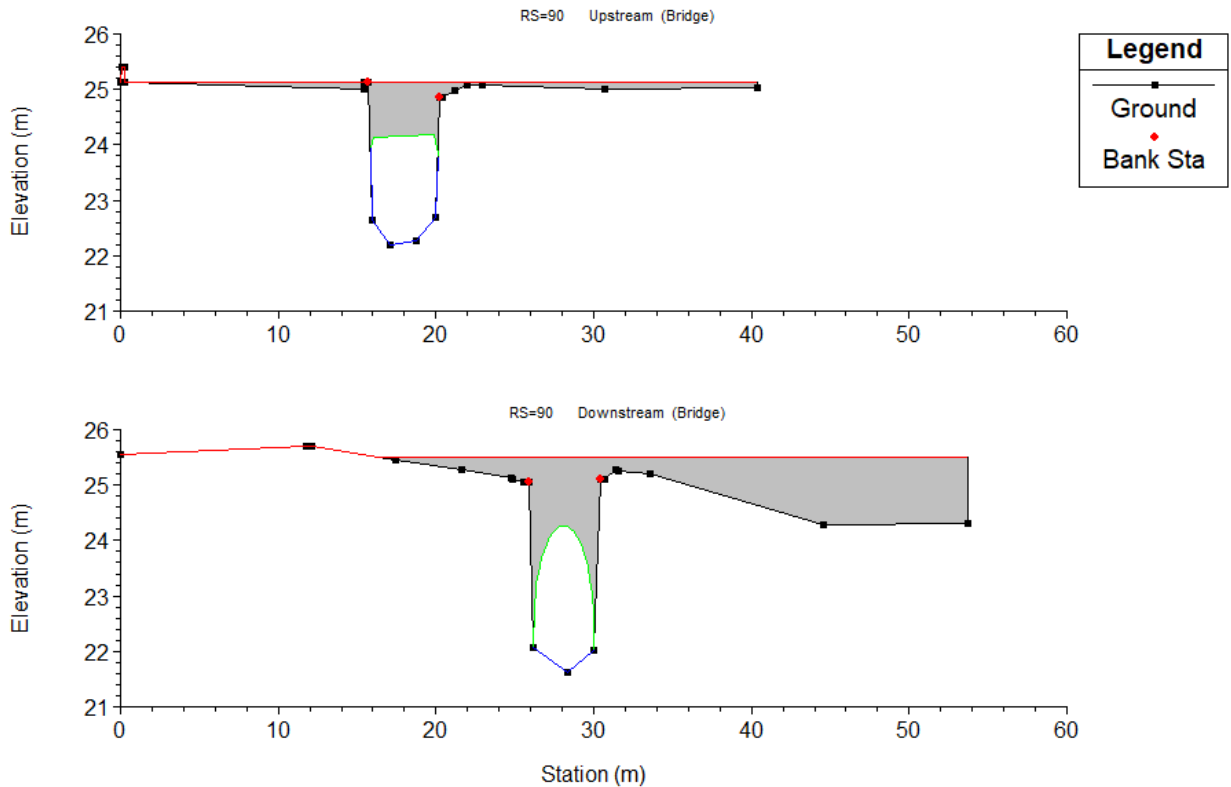 RS=90 Upstream (Bridge)
Elevation (m)
26
25
24
23
22
21
0 10 20 30 40 50 60
Legend
Ground
Bank Sta
RS=90 Downstream (Bridge)
Elevation (m)
26
25
24
23
22
21
0 10 20 30 40 50 60
Station (m)